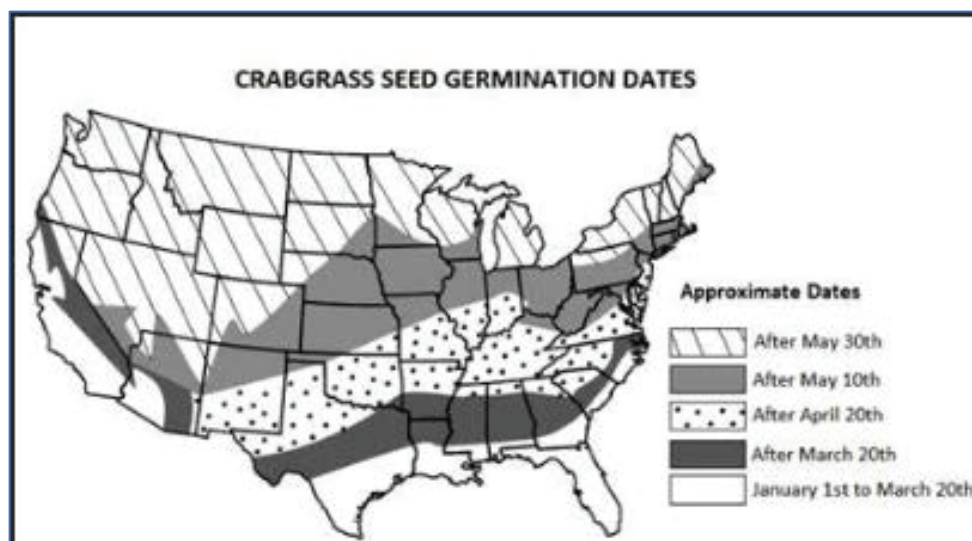 CRABGRASS SEED GERMINATION DATES
Approximate Dates
After May 30th
After May 10th
After April 20th
After March 20th
January 1st to March 20th